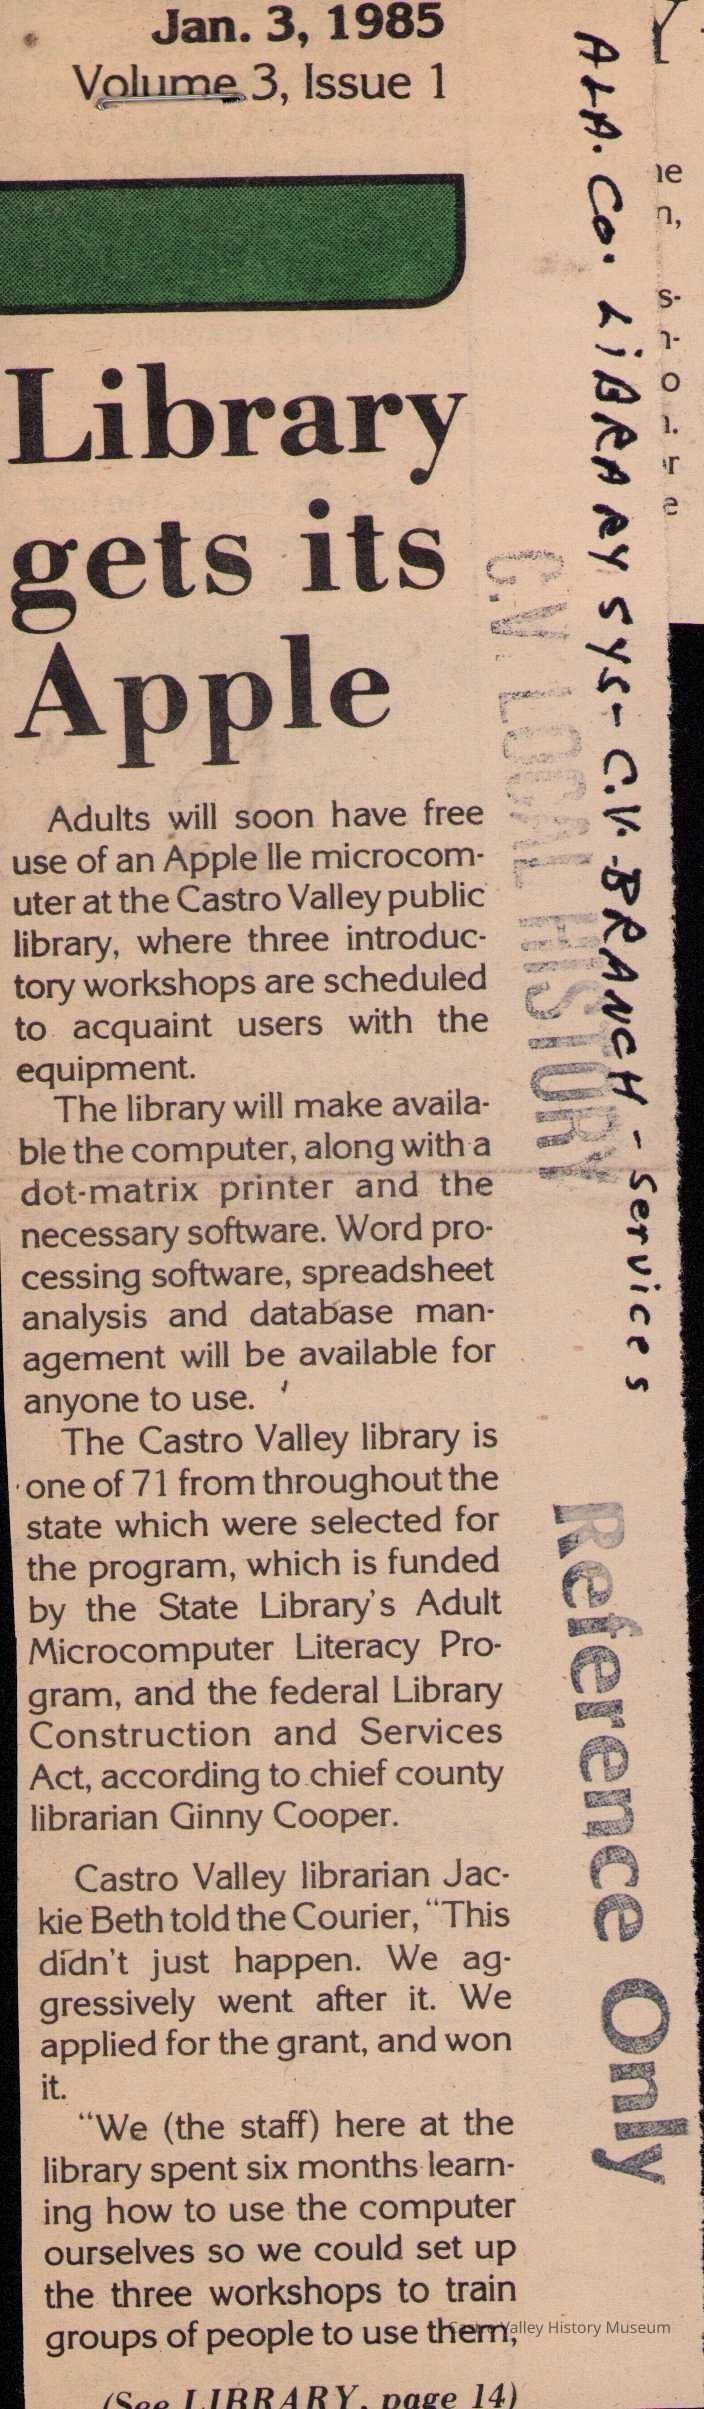 Jan. 3, 1985
Volume 3, Issue 1
Library
gets its
Apple
Adults will soon have free
use of an Apple IIe microcom-
uter at the Castro Valley public
library, where three introduc-
tory workshops are scheduled
to acquaint users with the
equipment.
The library will make availa-
ble the computer, along with a
dot-matrix printer and the
necessary software. Word pro-
cessing software, spreadsheet
analysis and database man-
agement will be available for
anyone to use.
The Castro Valley library is
one of 71 from throughout the
state which were selected for
the program, which is funded
by the State Library's Adult
Microcomputer Literacy Pro-
gram, and the federal Library
Construction and Services
Act, according to chief county
librarian Ginny Cooper.
Castro Valley librarian Jac-
kie Beth told the Courier, "This
didn't just happen. We ag-
gressively went after it. We
applied for the grant, and won
it.
"We (the staff) here at the
library spent six months learn-
ing how to use the computer
ourselves so we could set up
the three workshops to train
groups of people to use them,
(See LIBRARY, page 14)
ALA. CO. LIBRARY SYS- C.V. BRANCH - Services
C.V. LOCAL HISTORY
Reference Only
Castro Valley History Museum